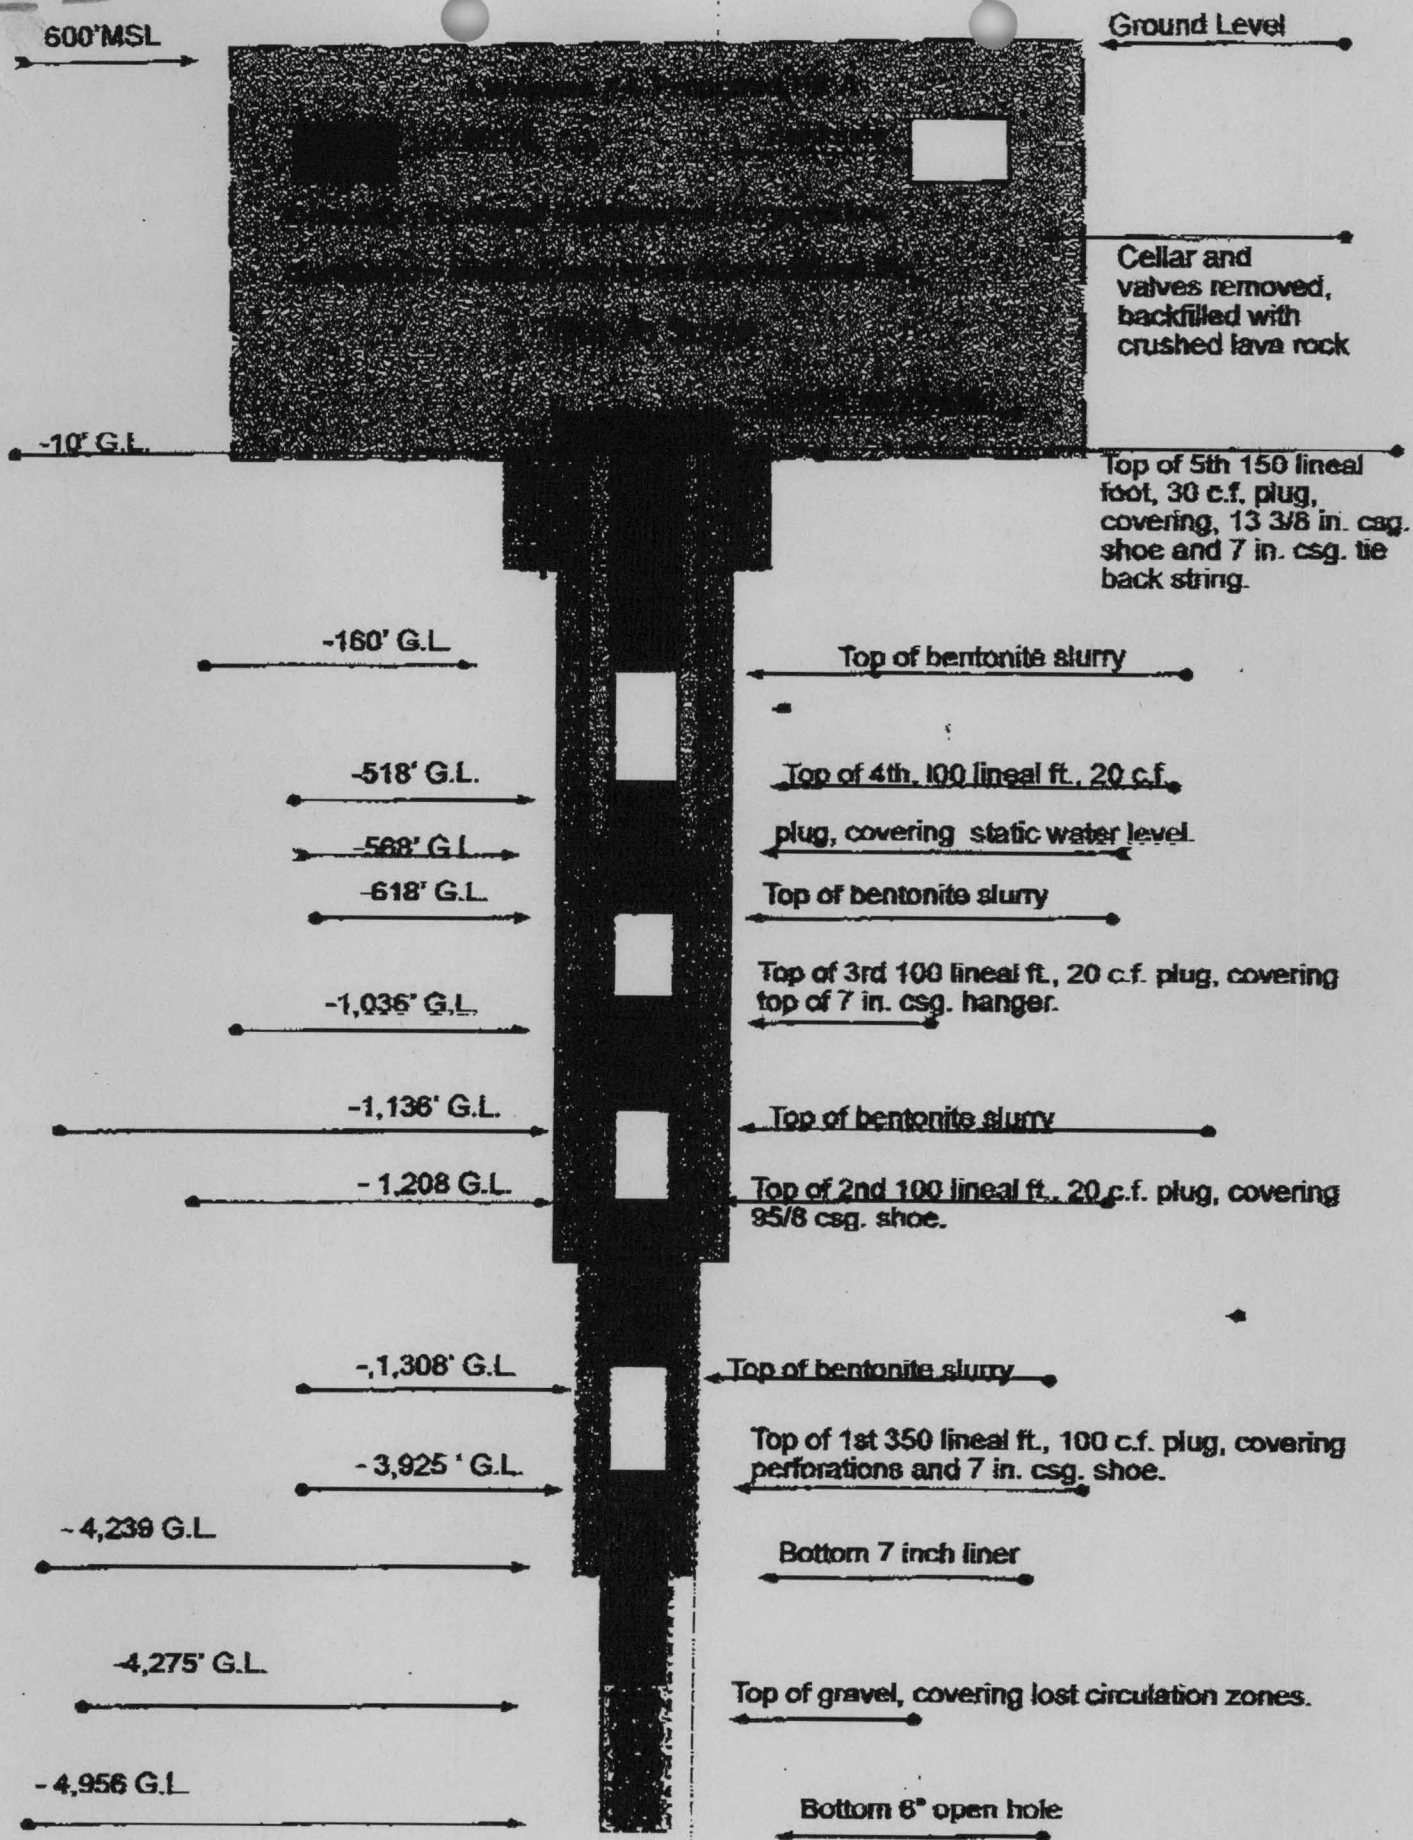 600'MSL
Ground Level
Cellar and
valves removed,
backfilled with
crushed lava rock
-10' G.L.
Top of 5th 150 lineal
foot, 30 c.f. plug,
covering, 13 3/8 in. csg.
shoe and 7 in. csg. tie
back string.
-160' G.L.
Top of bentonite slurry
-518' G.L.
Top of 4th, 100 lineal ft., 20 c.f.
plug, covering static water level.
-568' G.L.
-618' G.L.
Top of bentonite slurry
Top of 3rd 100 lineal ft., 20 c.f. plug, covering
top of 7 in. csg. hanger.
-1,036' G.L.
-1,136' G.L.
Top of bentonite slurry
- 1,208 G.L.
Top of 2nd 100 lineal ft., 20 c.f. plug, covering
95/8 csg. shoe.
-,1,308' G.L.
Top of bentonite slurry
Top of 1st 350 lineal ft., 100 c.f. plug, covering
perforations and 7 in. csg. shoe.
- 3,925 ' G.L.
- 4,239 G.L.
Bottom 7 inch liner
-4,275' G.L.
Top of gravel, covering lost circulation zones.
- 4,956 G.L.
Bottom 6" open hole